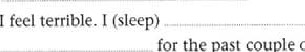 I feel terrible. I (sleep) ........................
........................ for the past couple